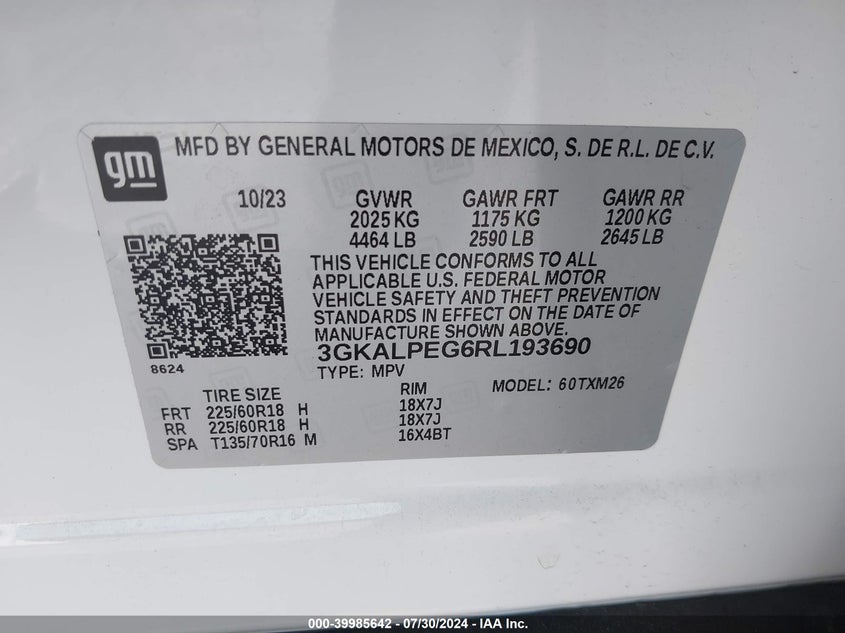 gm
MFD BY GENERAL MOTORS DE MEXICO, S. DE R.L. DE C.V.
10/23 GVWR GAWR FRT GAWR RR
2025 KG 1175 KG 1200 KG
4464 LB 2590 LB 2645 LB
THIS VEHICLE CONFORMS TO ALL
APPLICABLE U.S. FEDERAL MOTOR
VEHICLE SAFETY AND THEFT PREVENTION
STANDARDS IN EFFECT ON THE DATE OF
MANUFACTURE SHOWN ABOVE.
3GKALPEG6RL193690
8624
TYPE: MPV
TIRE SIZE RIM MODEL: 60TXM26
FRT 225/60R18 H 18X7J
RR 225/60R18 H 18X7J
SPA T135/70R16 M 16X4BT
000-39985642 / 07/30/2024 - IAA Inc.